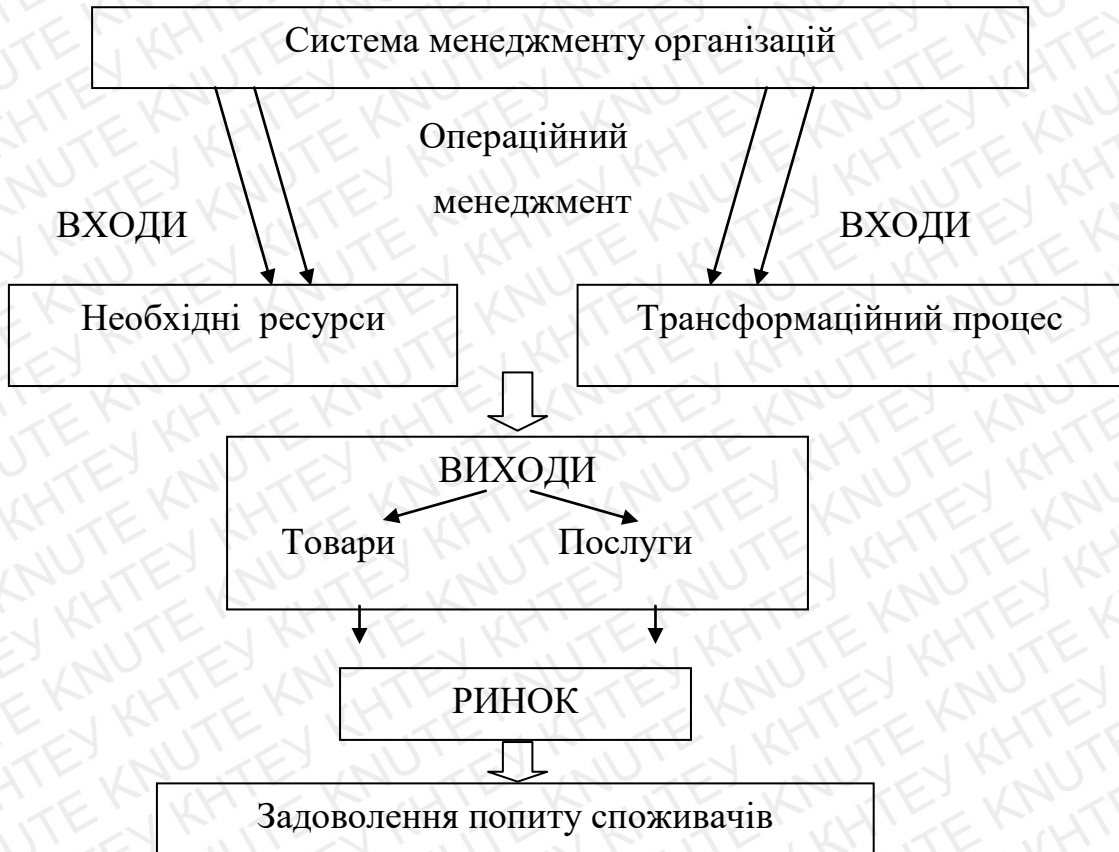 Система менеджменту організацій
Операційний
менеджмент
ВХОДИ
ВХОДИ
Необхідні ресурси
Трансформаційний процес
ВИХОДИ
Товари
Послуги
РИНОК
Задоволення попиту споживачів